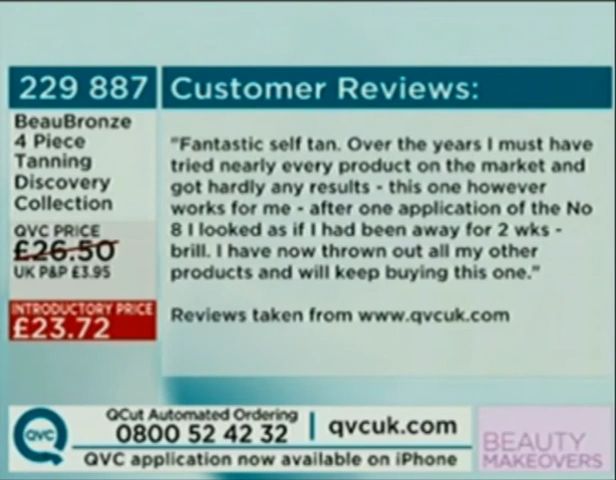 229 887
Customer Reviews:
BeauBronze
4 Piece
Tanning
Discovery
Collection
QVC PRICE
£26.50
UK P&P £3.95
INTRODUCTORY PRICE
£23.72
"Fantastic self tan. Over the years I must have
tried nearly every product on the market and
got hardly any results - this one however
works for me - after one application of the No
8 I looked as if I had been away for 2 wks -
brill. I have now thrown out all my other
products and will keep buying this one."
Reviews taken from www.qvcuk.com
QVC
QCut Automated Ordering
0800 52 42 32
qvcuk.com
QVC application now available on iPhone
BEAUTY
MAKEOVERS